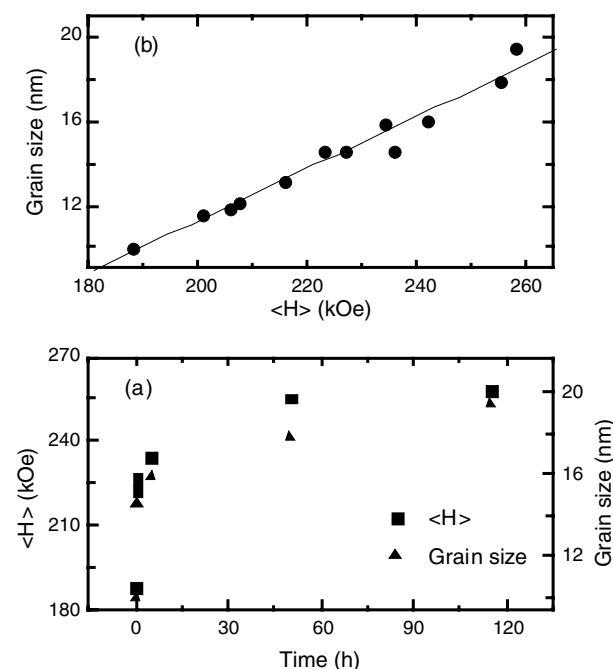 (b)
Grain size (nm)
20
16
12
180 200 220 240 260
<H> (kOe)
(a)
<H> (kOe)
270
240
210
180
Grain size (nm)
20
16
12
<H>
Grain size
0 30 60 90 120
Time (h)